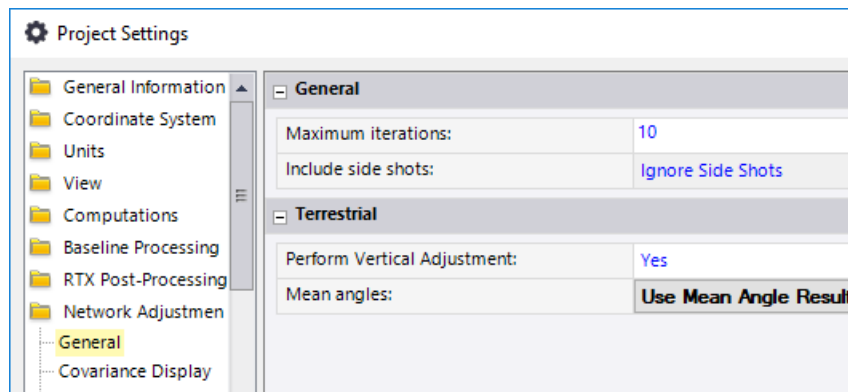 Project Settings
General Information
Coordinate System
Units
View
Computations
Baseline Processing
RTX Post-Processing
Network Adjustmen
General
Covariance Display
General
Maximum iterations: 10
Include side shots: Ignore Side Shots
Terrestrial
Perform Vertical Adjustment: Yes
Mean angles: Use Mean Angle Result